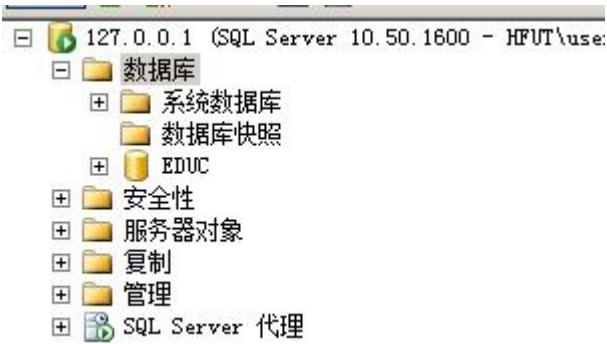 127.0.0.1 (SQL Server 10.50.1600 - HFUT\use
数据库
系统数据库
数据库快照
EDUC
安全性
服务器对象
复制
管理
SQL Server 代理